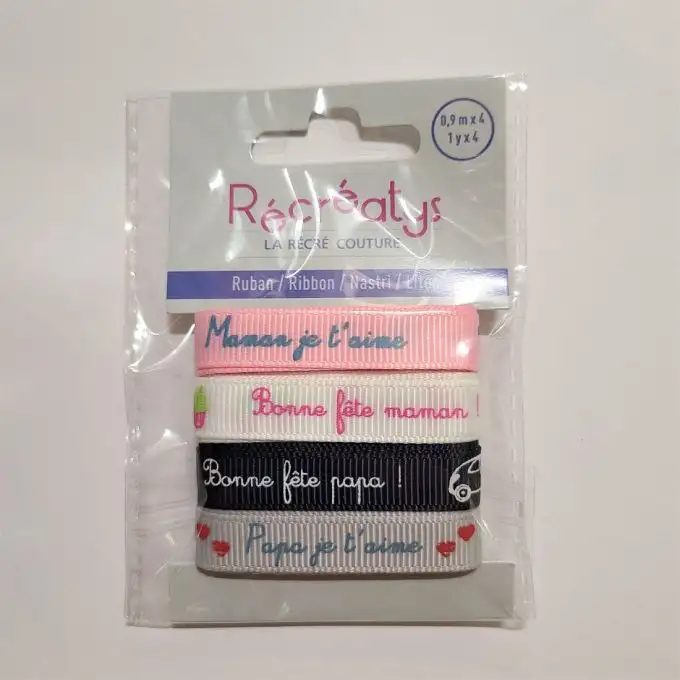 0,9 m x 4
1 y x 4
Récréatys
LA RÉCRÉ COUTURE
Ruban / Ribbon / Nastri /
Maman je t'aime
Bonne fête maman !
Bonne fête papa !
Papa je t'aime